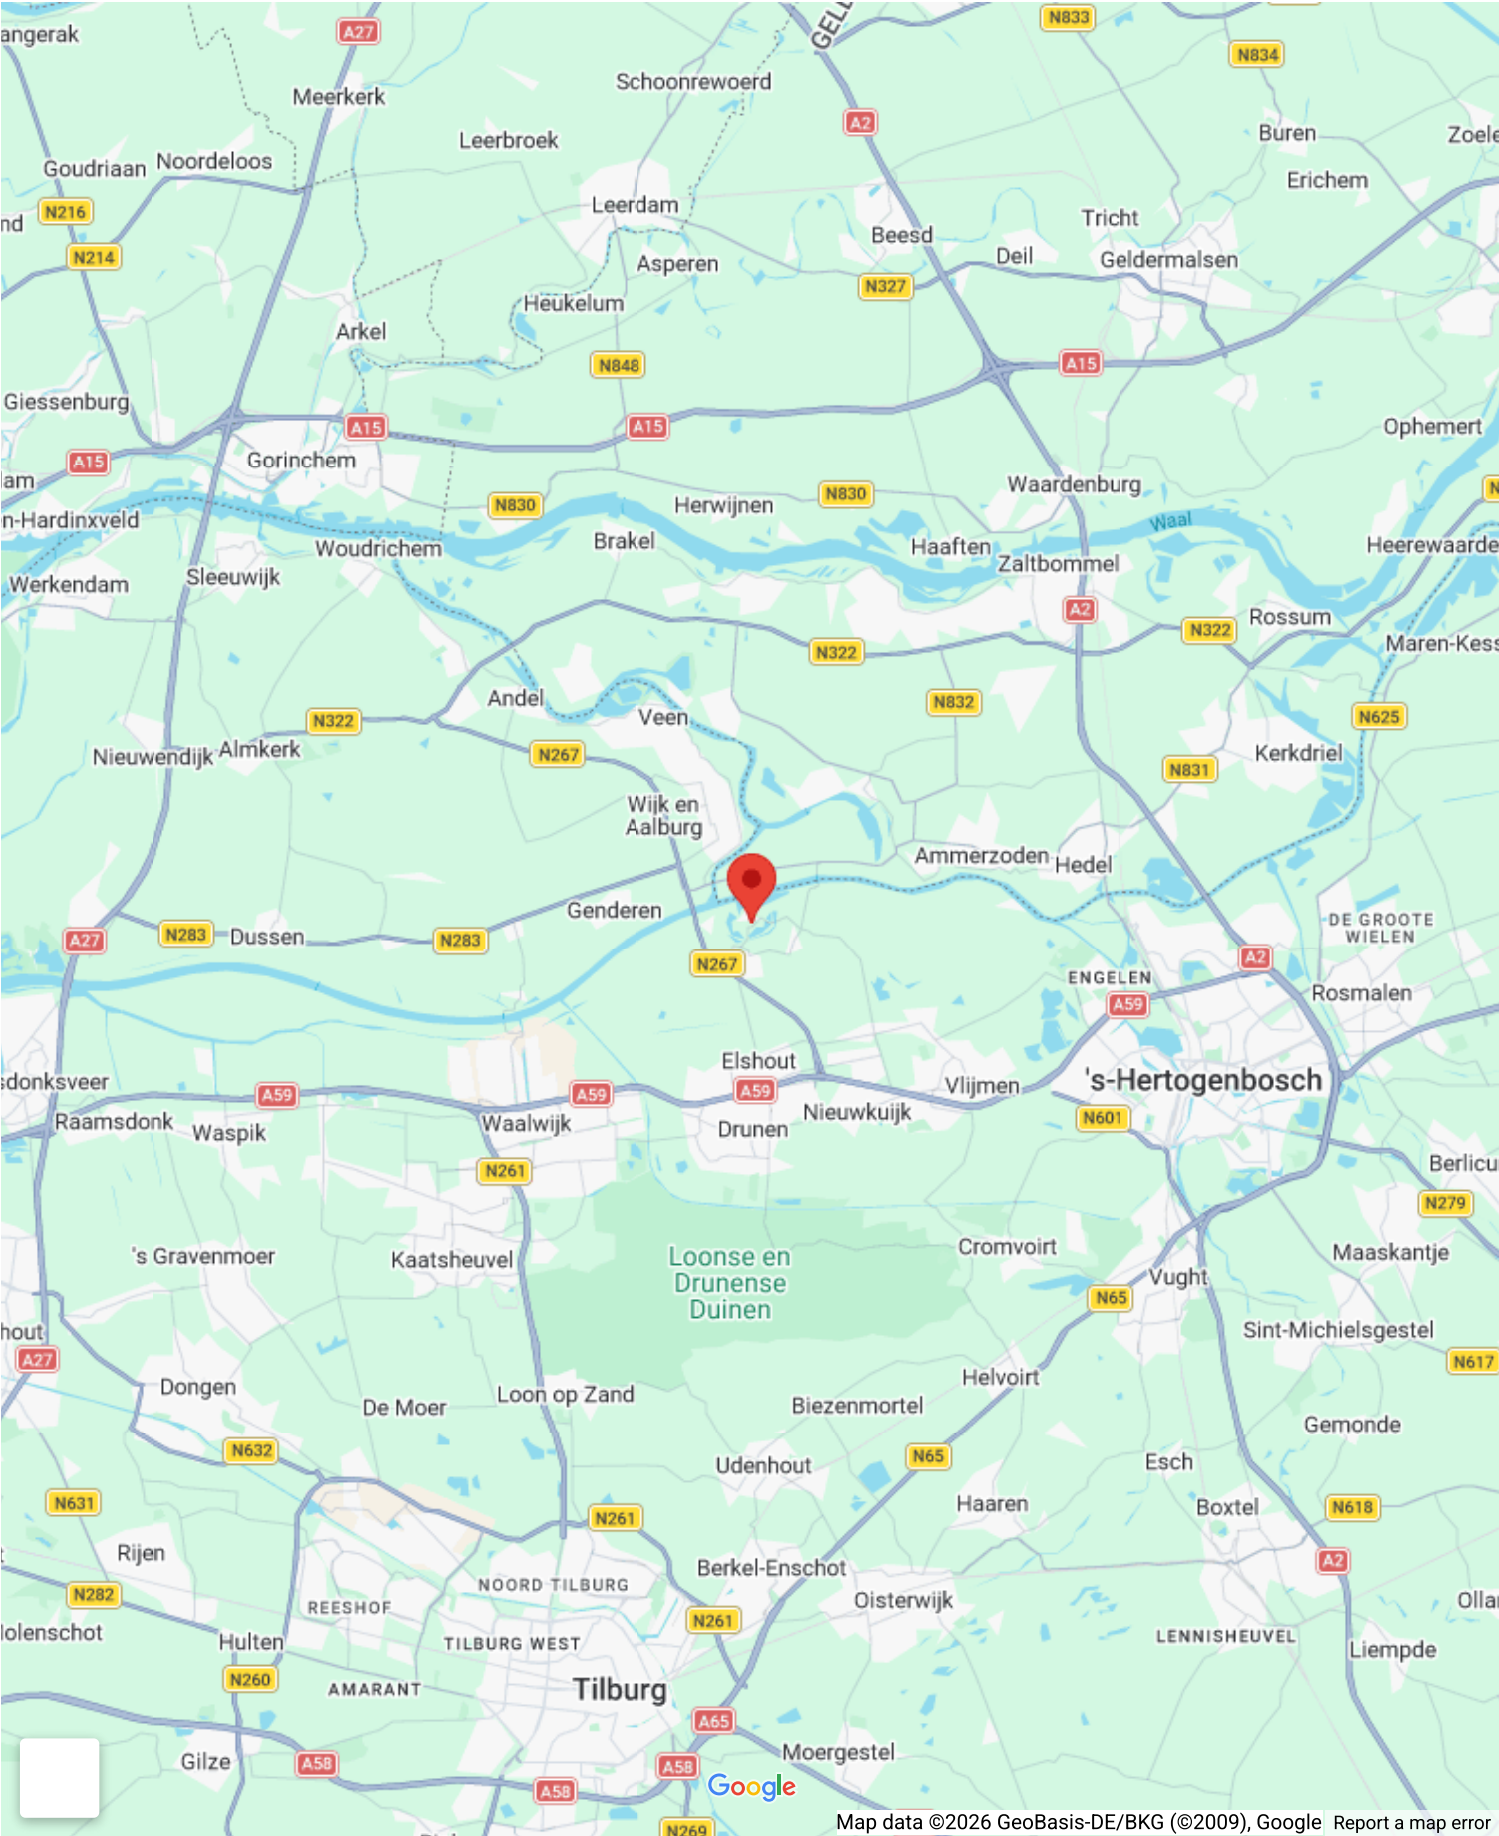 GELD
N833
angerak
A27
N834
Schoonrewoerd
Meerkerk
A2
Buren
Leerbroek
Goudriaan
Noordeloos
Erichem
Leerdam
N216
Tricht
nd
Beesd
N214
Deil
Geldermalsen
Asperen
N327
Heukelum
Arkel
N848
A15
Giessenburg
A15
A15
Ophemert
Gorinchem
A15
Waardenburg
N830
N830
Herwijnen
n-Hardinxveld
Waal
Woudrichem
Brakel
Haaften
Heerewaarde
Zaltbommel
Sleeuwijk
Werkendam
A2
Rossum
N322
N322
Maren-Kess
Andel
N832
Veen
N625
N322
Nieuwendijk
Almkerk
N267
Kerkdriel
N831
Wijk en
Aalburg
Ammerzoden
Hedel
Genderen
DE GROOTE
WIELEN
A27
N283
Dussen
N283
A2
N267
ENGELEN
Rosmalen
A59
Elshout
sdonksveer
A59
A59
A59
Vlijmen
's-Hertogenbosch
Raamsdonk
Waspik
Waalwijk
Drunen
Nieuwkuijk
N601
Berlicu
N261
N279
's Gravenmoer
Kaatsheuvel
Loonse en
Drunense
Duinen
Cromvoirt
Maaskantje
Vught
N65
hout
Sint-Michielsgestel
A27
N617
Dongen
Loon op Zand
Helvoirt
De Moer
Biezenmortel
Gemonde
N632
N65
Udenhout
Esch
N631
Haaren
Boxtel
N618
N261
Rijen
A2
Berkel-Enschot
NOORD TILBURG
N282
REESHOF
Oisterwijk
N261
olenschot
Hulten
TILBURG WEST
LENNISHEUVEL
Liempde
N260
AMARANT
Tilburg
A65
Gilze
A58
A58
Moergestel
A58
Google
N269
Map data ©2026 GeoBasis-DE/BKG (©2009), Google
Report a map error